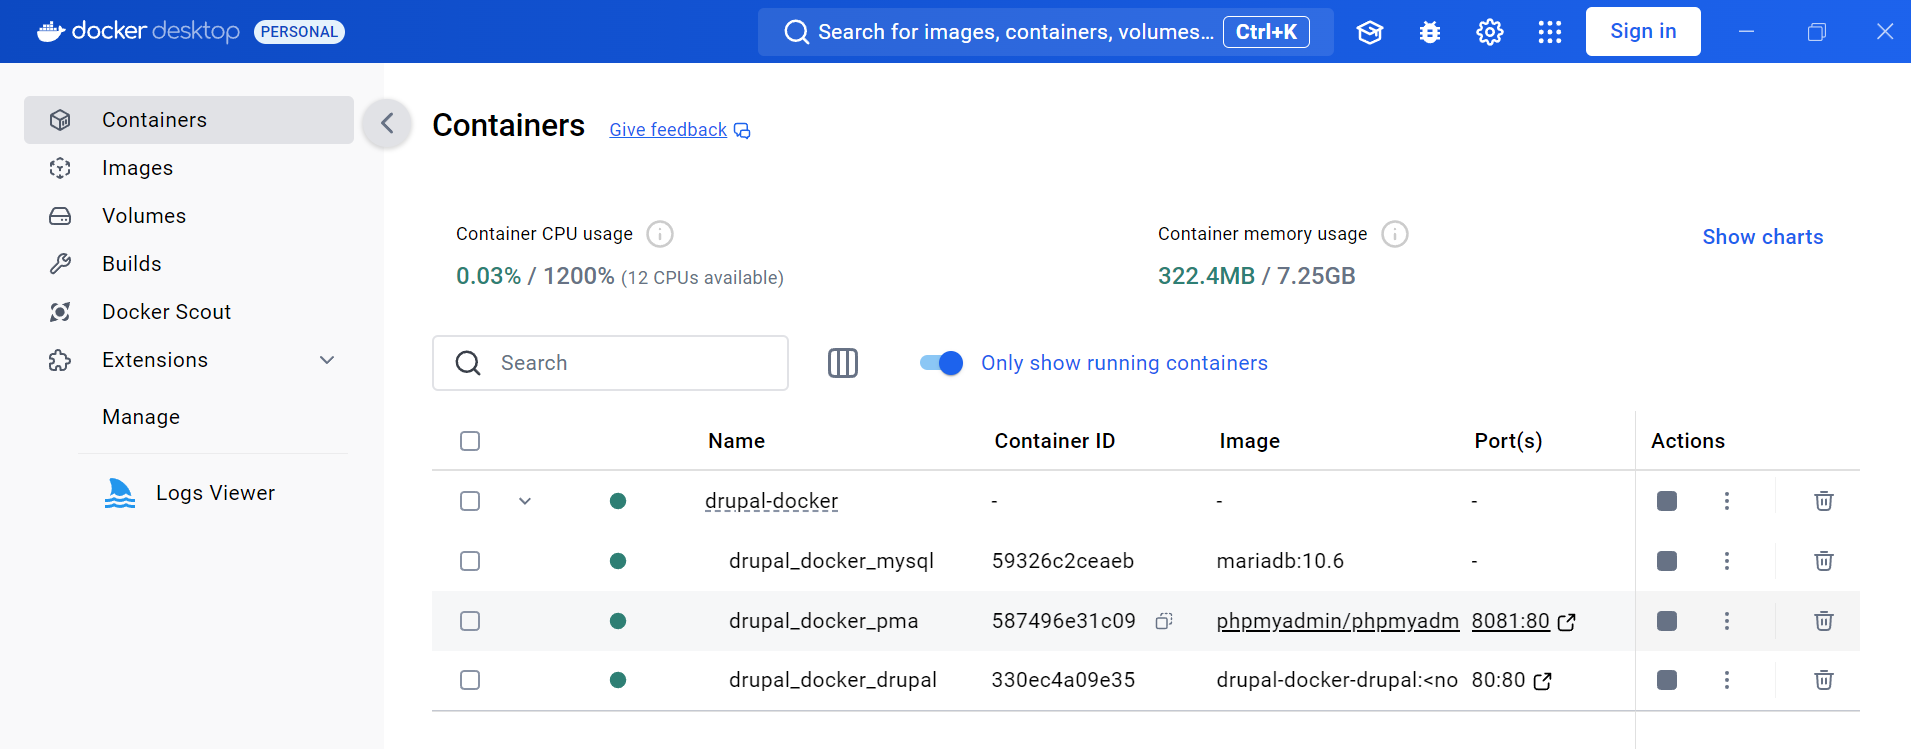 docker desktop PERSONAL
Search for images, containers, volumes... Ctrl+K
Sign in
Containers
Images
Volumes
Builds
Docker Scout
Extensions
Manage
Logs Viewer
Containers Give feedback
Container CPU usage
0.03% / 1200% (12 CPUs available)
Container memory usage
322.4MB / 7.25GB
Show charts
Search
Only show running containers
Name Container ID Image Port(s) Actions
drupal-docker - - -
drupal_docker_mysql 59326c2ceaeb mariadb:10.6 -
drupal_docker_pma 587496e31c09 phpmyadmin/phpmyadm 8081:80
drupal_docker_drupal 330ec4a09e35 drupal-docker-drupal:<no 80:80